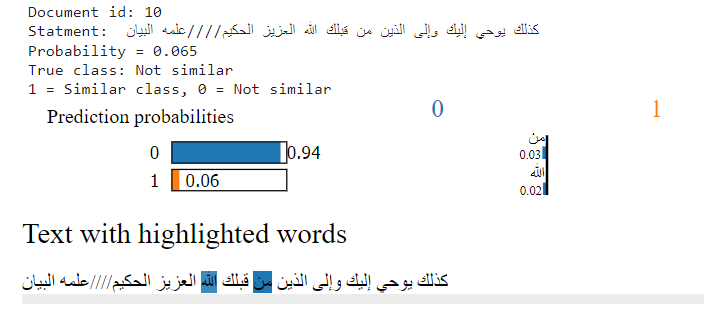 Document id: 10
Statment: كذلك يوحي إليك وإلى الذين من قبلك الله العزيز الحكيم////علمه البيان
Probability = 0.065
True class: Not similar
1 = Similar class, 0 = Not similar
Prediction probabilities
0 0.94
1 0.06
0 1
من
0.03
الله
0.02
Text with highlighted words
كذلك يوحي إليك وإلى الذين من قبلك الله العزيز الحكيم////علمه البيان